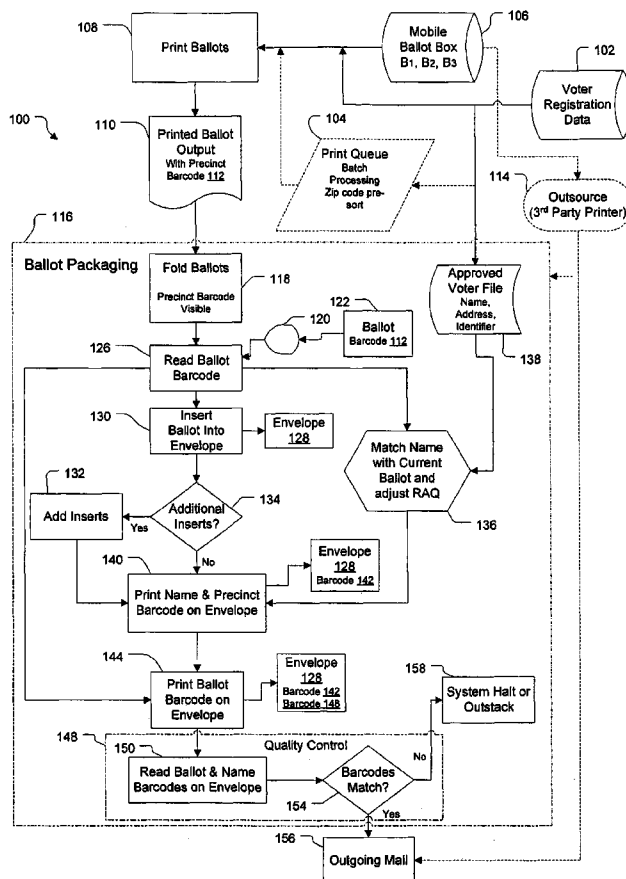 108
Print Ballots
Mobile
Ballot Box
B1, B2, B3
106
102
Voter
Registration
Data
100
110
Printed Ballot
Output
With Precinct
Barcode 112
104
Print Queue
Batch
Processing
Zip code pre-
sort
114
Outsource
(3rd Party Printer)
116
Ballot Packaging
Fold Ballots
Precinct Barcode
Visible
118
120
122
Ballot
Barcode 112
Approved
Voter File
Name,
Address,
Identifier
138
126
Read Ballot
Barcode
130
Insert
Ballot Into
Envelope
Envelope
128
Match Name
with Current
Ballot and
adjust RAQ
136
132
Add Inserts
Yes
Additional
Inserts?
134
No
140
Print Name & Precinct
Barcode on Envelope
Envelope
128
Barcode 142
144
Print Ballot
Barcode on
Envelope
Envelope
128
Barcode 142
Barcode 148
158
System Halt or
Outstack
148
Quality Control
150
Read Ballot & Name
Barcodes on Envelope
Barcodes
Match?
No
154
Yes
156
Outgoing Mail